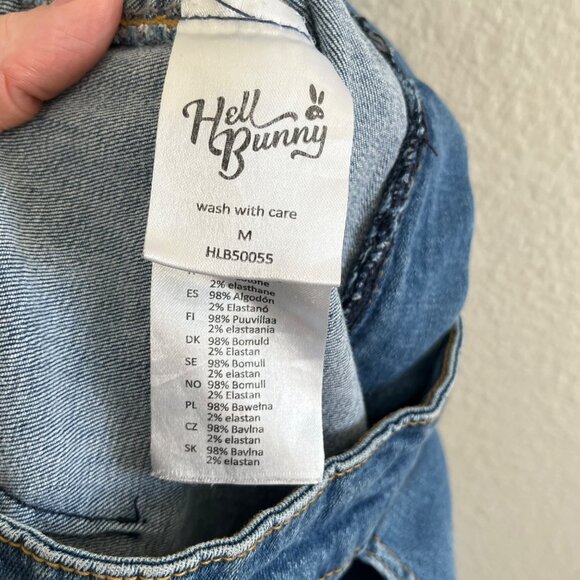 Hell
Bunny
wash with care
M
HLB50055
2% elasthane
ES 98% Algodón
2% Elastanó
FI 98% Puuvillaa
2% elastaania
DK 98% Bomuld
2% Elastan
SE 98% Bomull
2% Elastan
NO 98% Bomull
2% Elastan
PL 98% Bawełna
2% elastan
CZ 98% Bavlna
2% elastan
SK 98% Bavlna
2% elastan